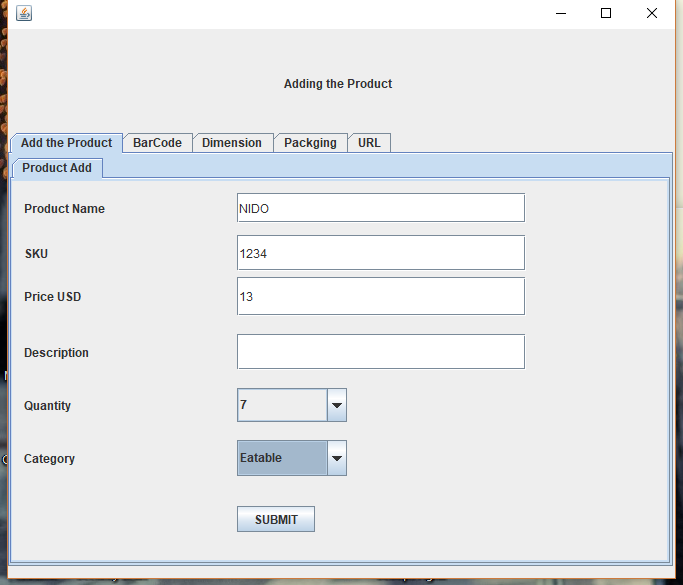 Adding the Product
Add the Product BarCode Dimension Packging URL
Product Add
Product Name NIDO
SKU 1234
Price USD 13
Description
Quantity 7
Category Eatable
SUBMIT